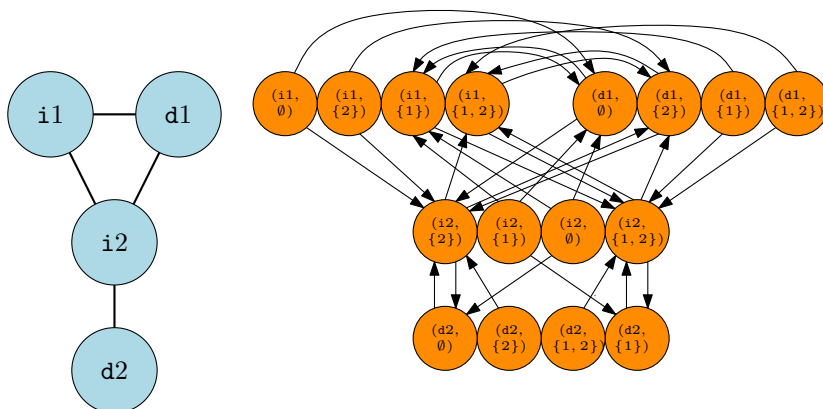 i1
d1
i2
d2
(i1,
∅)
(i1,
{2})
(i1,
{1})
(i1,
{1, 2})
(d1,
∅)
(d1,
{2})
(d1,
{1})
(d1,
{1, 2})
(i2,
{2})
(i2,
{1})
(i2,
∅)
(i2,
{1, 2})
(d2,
∅)
(d2,
{2})
(d2,
{1, 2})
(d2,
{1})